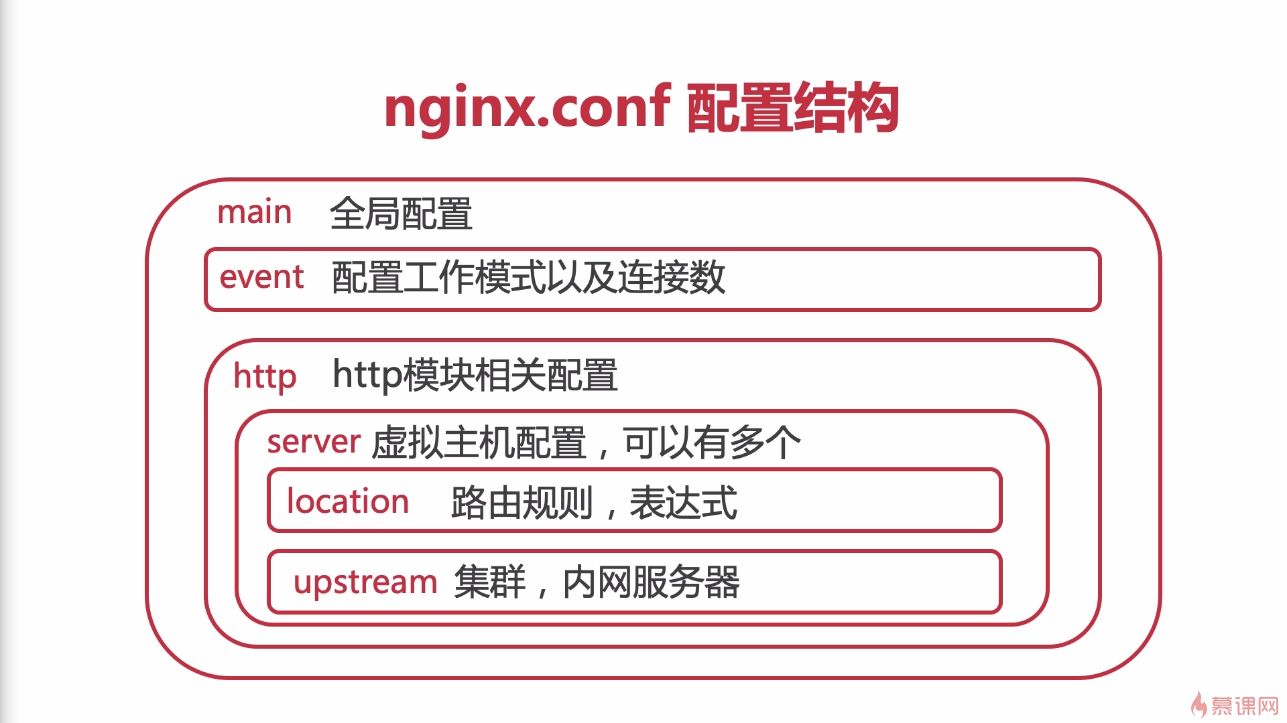 nginx.conf 配置结构
main 全局配置
event 配置工作模式以及连接数
http http模块相关配置
server 虚拟主机配置，可以有多个
location 路由规则，表达式
upstream 集群，内网服务器
慕课网